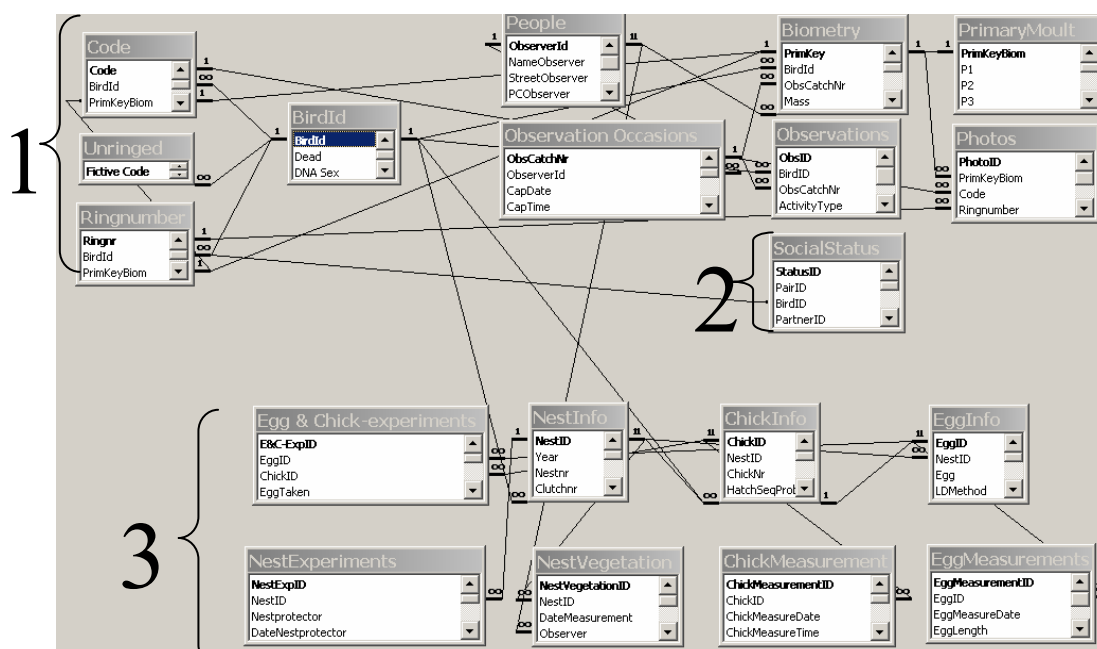 1
Code
Code
BirdId
PrimKeyBiom
Unringed
Fictive Code
Ringnumber
Ringnr
BirdId
PrimKeyBiom
BirdId
BirdId
Dead
DNA Sex
People
ObserverId
NameObserver
StreetObserver
PCObserver
Observation Occasions
ObsCatchNr
ObserverId
CapDate
CapTime
Biometry
PrimKey
BirdId
ObsCatchNr
Mass
Observations
ObsID
BirdID
ObsCatchNr
ActivityType
PrimaryMoult
PrimKeyBiom
P1
P2
P3
Photos
PhotoID
PrimKeyBiom
Code
Ringnumber
2
SocialStatus
StatusID
PairID
BirdID
PartnerID
3
Egg & Chick-experiments
E&C-ExpID
EggID
ChickID
EggTaken
NestInfo
NestID
Year
Nestnr
Clutchnr
ChickInfo
ChickID
NestID
ChickNr
HatchSeqProt
EggInfo
EggID
NestID
Egg
LDMethod
NestExperiments
NestExpID
NestID
Nestprotector
DateNestprotector
NestVegetation
NestVegetationID
NestID
DateMeasurement
Observer
ChickMeasurement
ChickMeasurementID
ChickID
ChickMeasureDate
ChickMeasureTime
EggMeasurements
EggMeasurementID
EggID
EggMeasureDate
EggLength